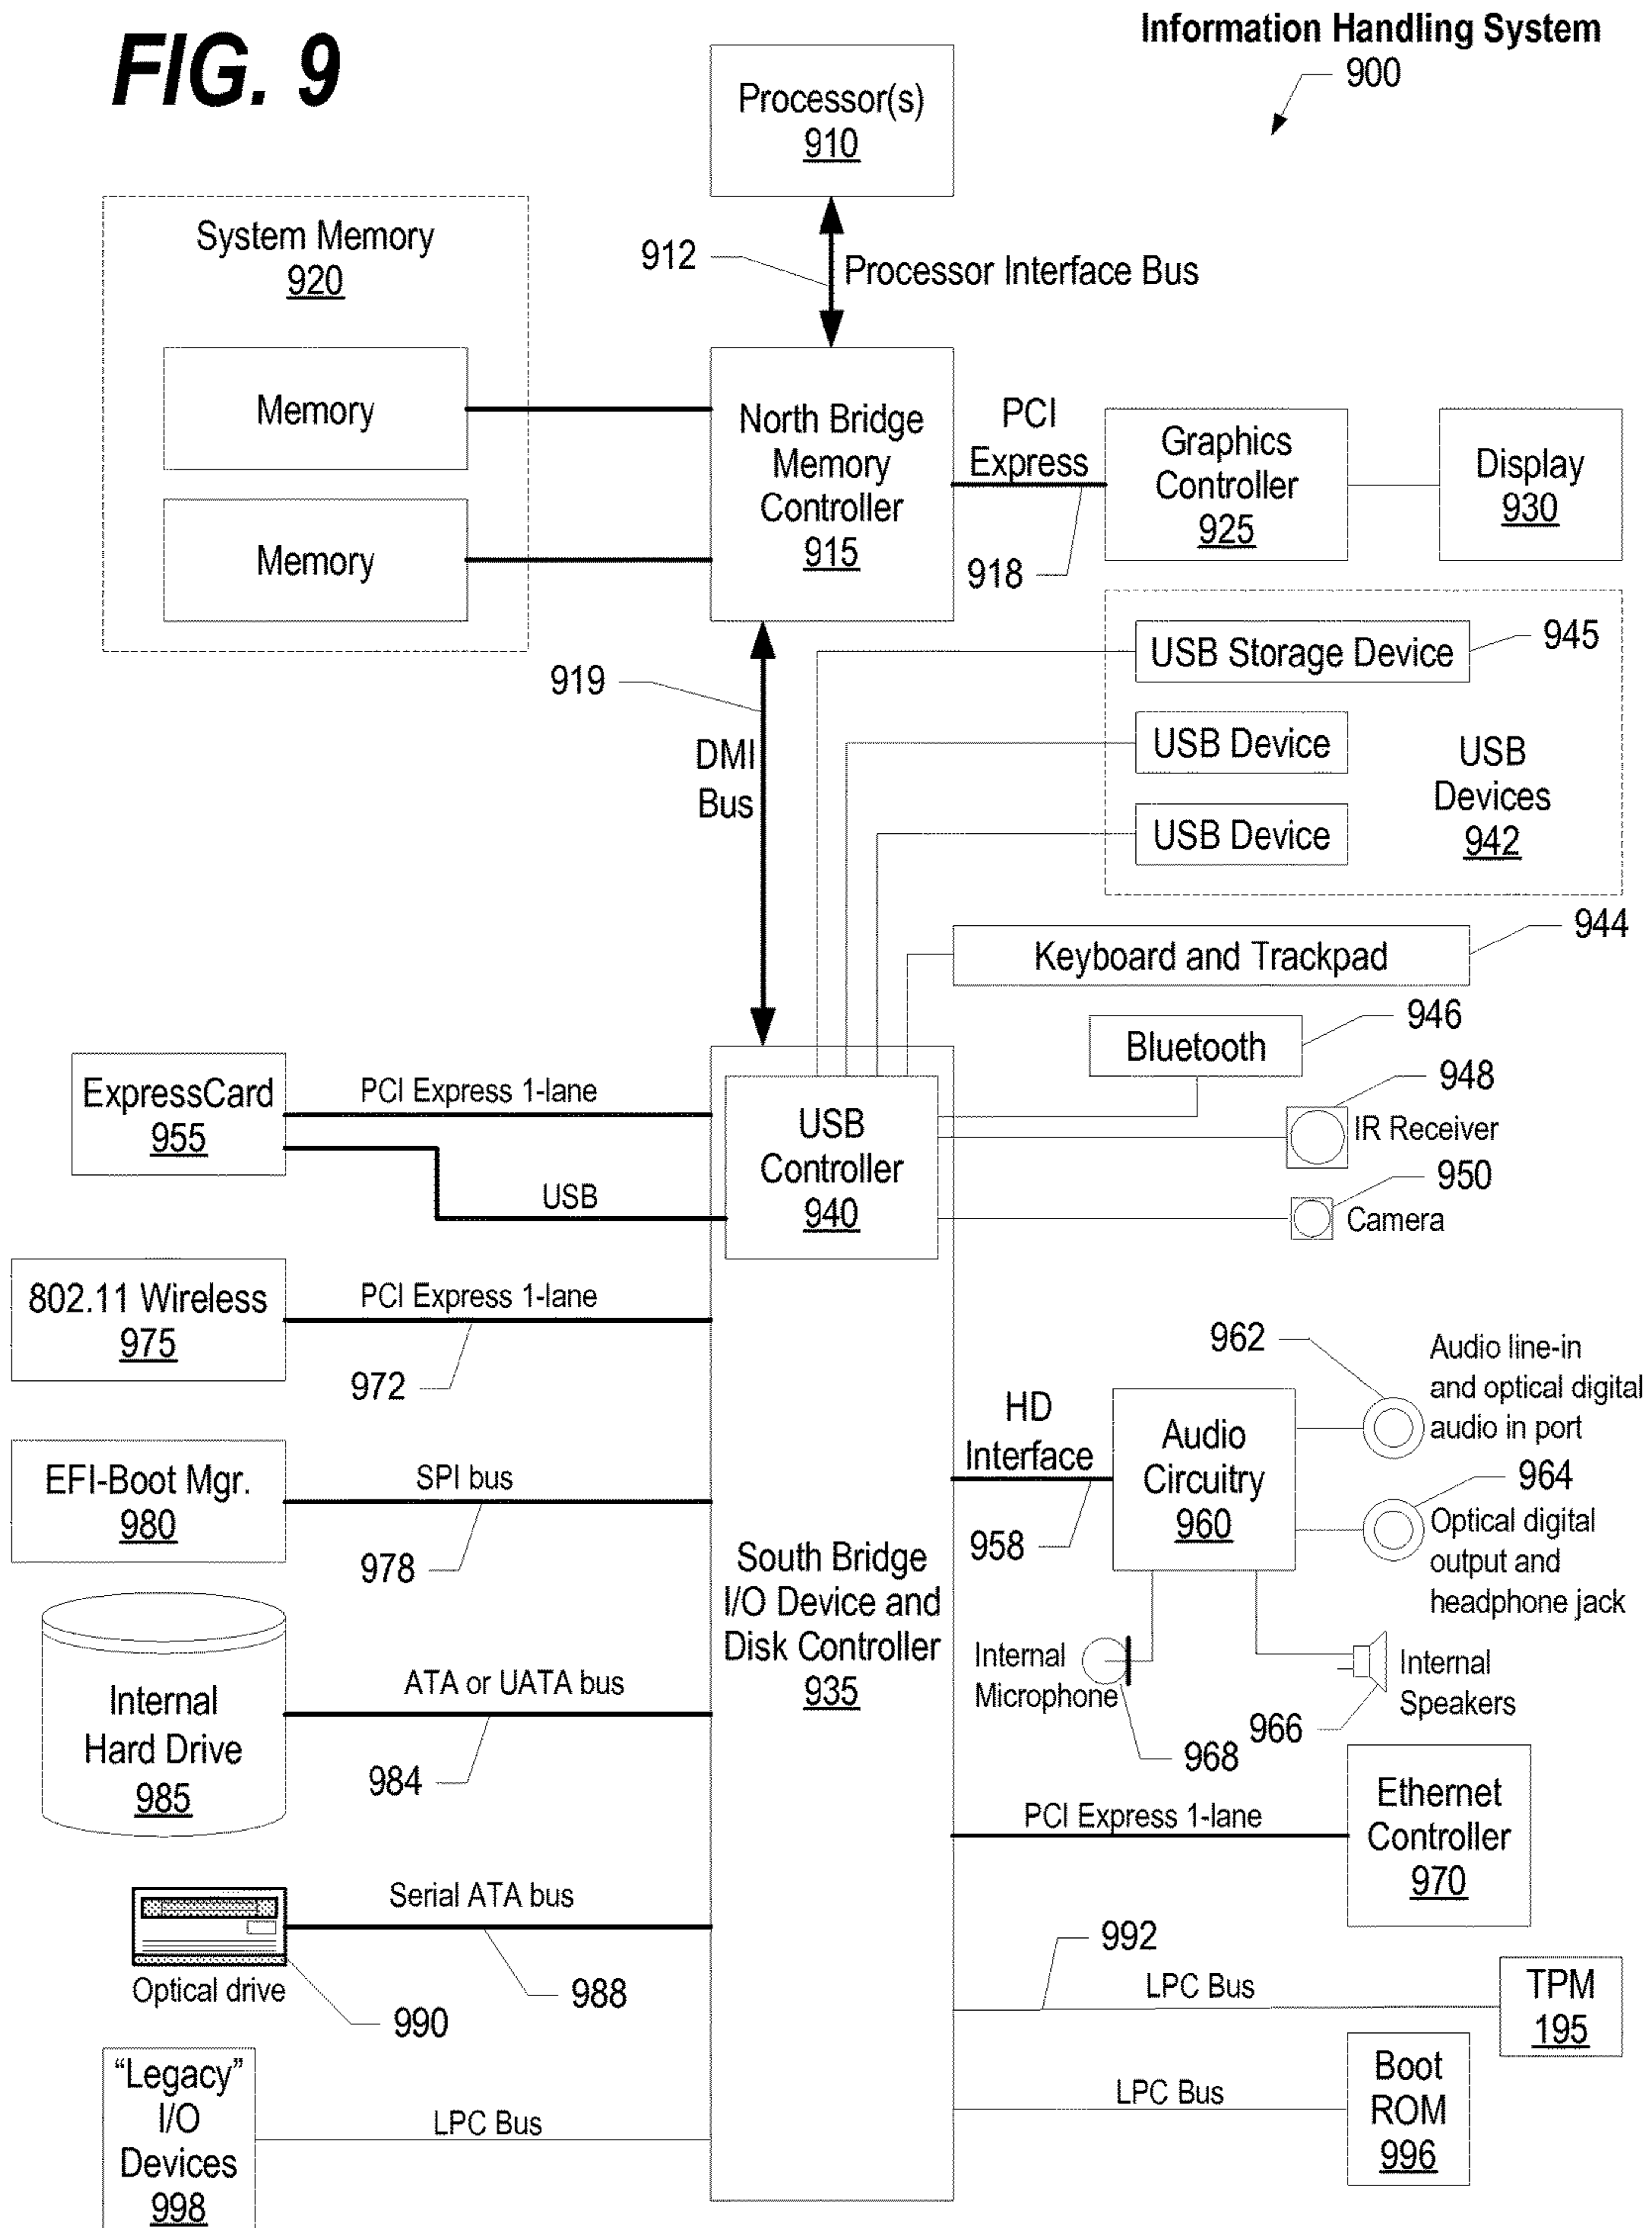 FIG. 9
Information Handling System
900
Processor(s)
910
System Memory
920
912
Processor Interface Bus
Memory
Memory
North Bridge
Memory
Controller
915
PCI
Express
918
Graphics
Controller
925
Display
930
919
DMI
Bus
USB Storage Device
945
USB Device
USB Device
USB
Devices
942
Keyboard and Trackpad
944
Bluetooth
946
948
IR Receiver
950
Camera
ExpressCard
955
PCI Express 1-lane
USB
USB
Controller
940
802.11 Wireless
975
PCI Express 1-lane
972
EFI-Boot Mgr.
980
SPI bus
978
HD
Interface
958
Audio
Circuitry
960
962
Audio line-in
and optical digital
audio in port
964
Optical digital
output and
headphone jack
Internal
Microphone
968
966
Internal
Speakers
South Bridge
I/O Device and
Disk Controller
935
Internal
Hard Drive
985
ATA or UATA bus
984
PCI Express 1-lane
Ethernet
Controller
970
Serial ATA bus
988
Optical drive
990
992
LPC Bus
TPM
195
LPC Bus
Boot
ROM
996
“Legacy”
I/O
Devices
998
LPC Bus